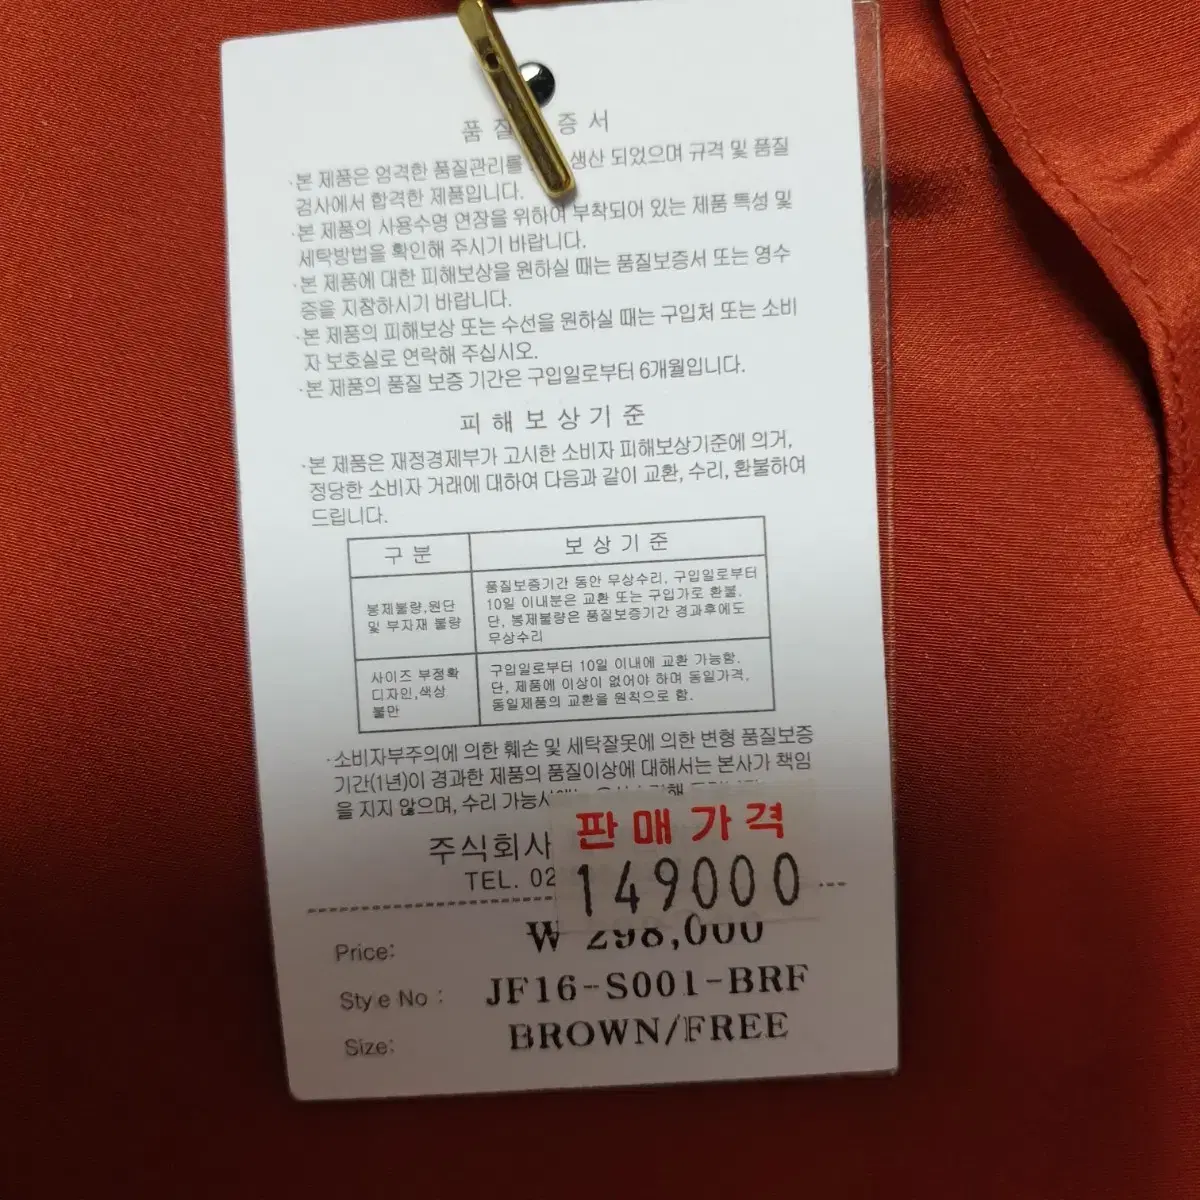 품 질 증 서
·본 제품은 엄격한 품질관리를 생산 되었으며 규격 및 품질
검사에서 합격한 제품입니다.
·본 제품의 사용수명 연장을 위하여 부착되어 있는 제품 특성 및
세탁방법을 확인해 주시기 바랍니다.
·본 제품에 대한 피해보상을 원하실 때는 품질보증서 또는 영수
증을 지참하시기 바랍니다.
·본 제품의 피해보상 또는 수선을 원하실 때는 구입처 또는 소비
자 보호실로 연락해 주십시오.
·본 제품의 품질 보증 기간은 구입일로부터 6개월입니다.
피 해 보 상 기 준
·본 제품은 재정경제부가 고시한 소비자 피해보상기준에 의거,
정당한 소비자 거래에 대하여 다음과 같이 교환, 수리, 환불하여
드립니다.
구 분
보 상 기 준
봉제불량,원단
및 부자재 불량
품질보증기간 동안 무상수리, 구입일로부터
10일 이내분은 교환 또는 구입가로 환불.
단, 봉제불량은 품질보증기간 경과후에도
무상수리
사이즈 부정확
디자인,색상
불만
구입일로부터 10일 이내에 교환 가능함.
단, 제품에 이상이 없어야 하며 동일가격,
동일제품의 교환을 원칙으로 함.
·소비자부주의에 의한 훼손 및 세탁잘못에 의한 변형 품질보증
기간(1년)이 경과한 제품의 품질이상에 대해서는 본사가 책임
을 지지 않으며, 수리 가능시
주식회사
TEL. 02
판매가격
149000
Price: ₩ 298,000
Style No : JF16-S001-BRF
Size: BROWN/FREE